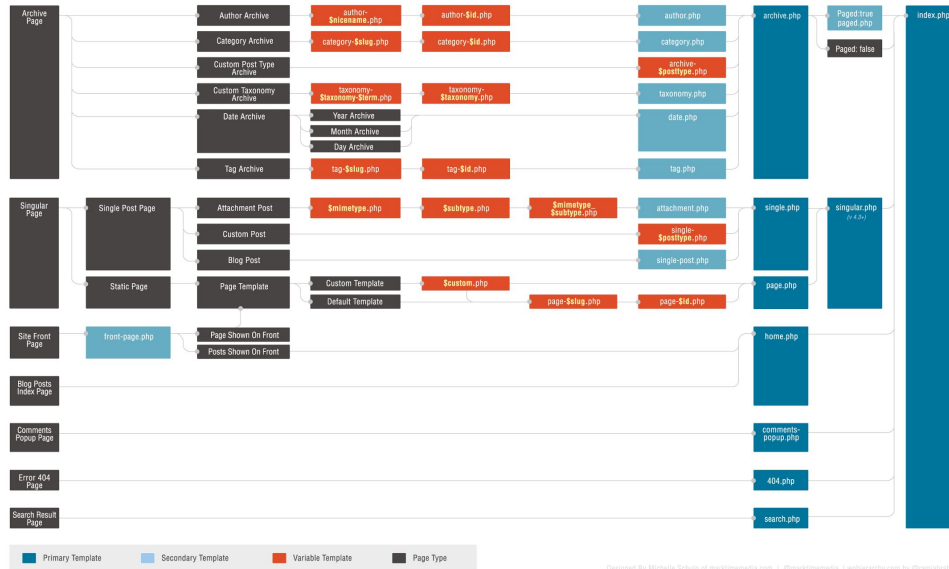 Archive
Page
Author Archive
author-
$nicename.php
author-$id.php
author.php
archive.php
Paged:true
paged.php
index.php
Paged: false
Category Archive
category-$slug.php
category-$id.php
category.php
Custom Post Type
Archive
archive-
$posttype.php
Custom Taxonomy
Archive
taxonomy-
$taxonomy-$term.php
taxonomy-
$taxonomy.php
taxonomy.php
Date Archive
Year Archive
Month Archive
Day Archive
date.php
Tag Archive
tag-$slug.php
tag-$id.php
tag.php
Singular
Page
Single Post Page
Attachment Post
$mimetype.php
$subtype.php
$mimetype_
$subtype.php
attachment.php
single.php
singular.php
(v 4.3+)
Custom Post
single-
$posttype.php
Blog Post
single-post.php
Static Page
Page Template
Custom Template
$custom.php
page.php
Default Template
page-$slug.php
page-$id.php
Site Front
Page
front-page.php
Page Shown On Front
Posts Shown On Front
home.php
Blog Posts
Index Page
Comments
Popup Page
comments-
popup.php
Error 404
Page
404.php
Search Result
Page
search.php
Primary Template
Secondary Template
Variable Template
Page Type